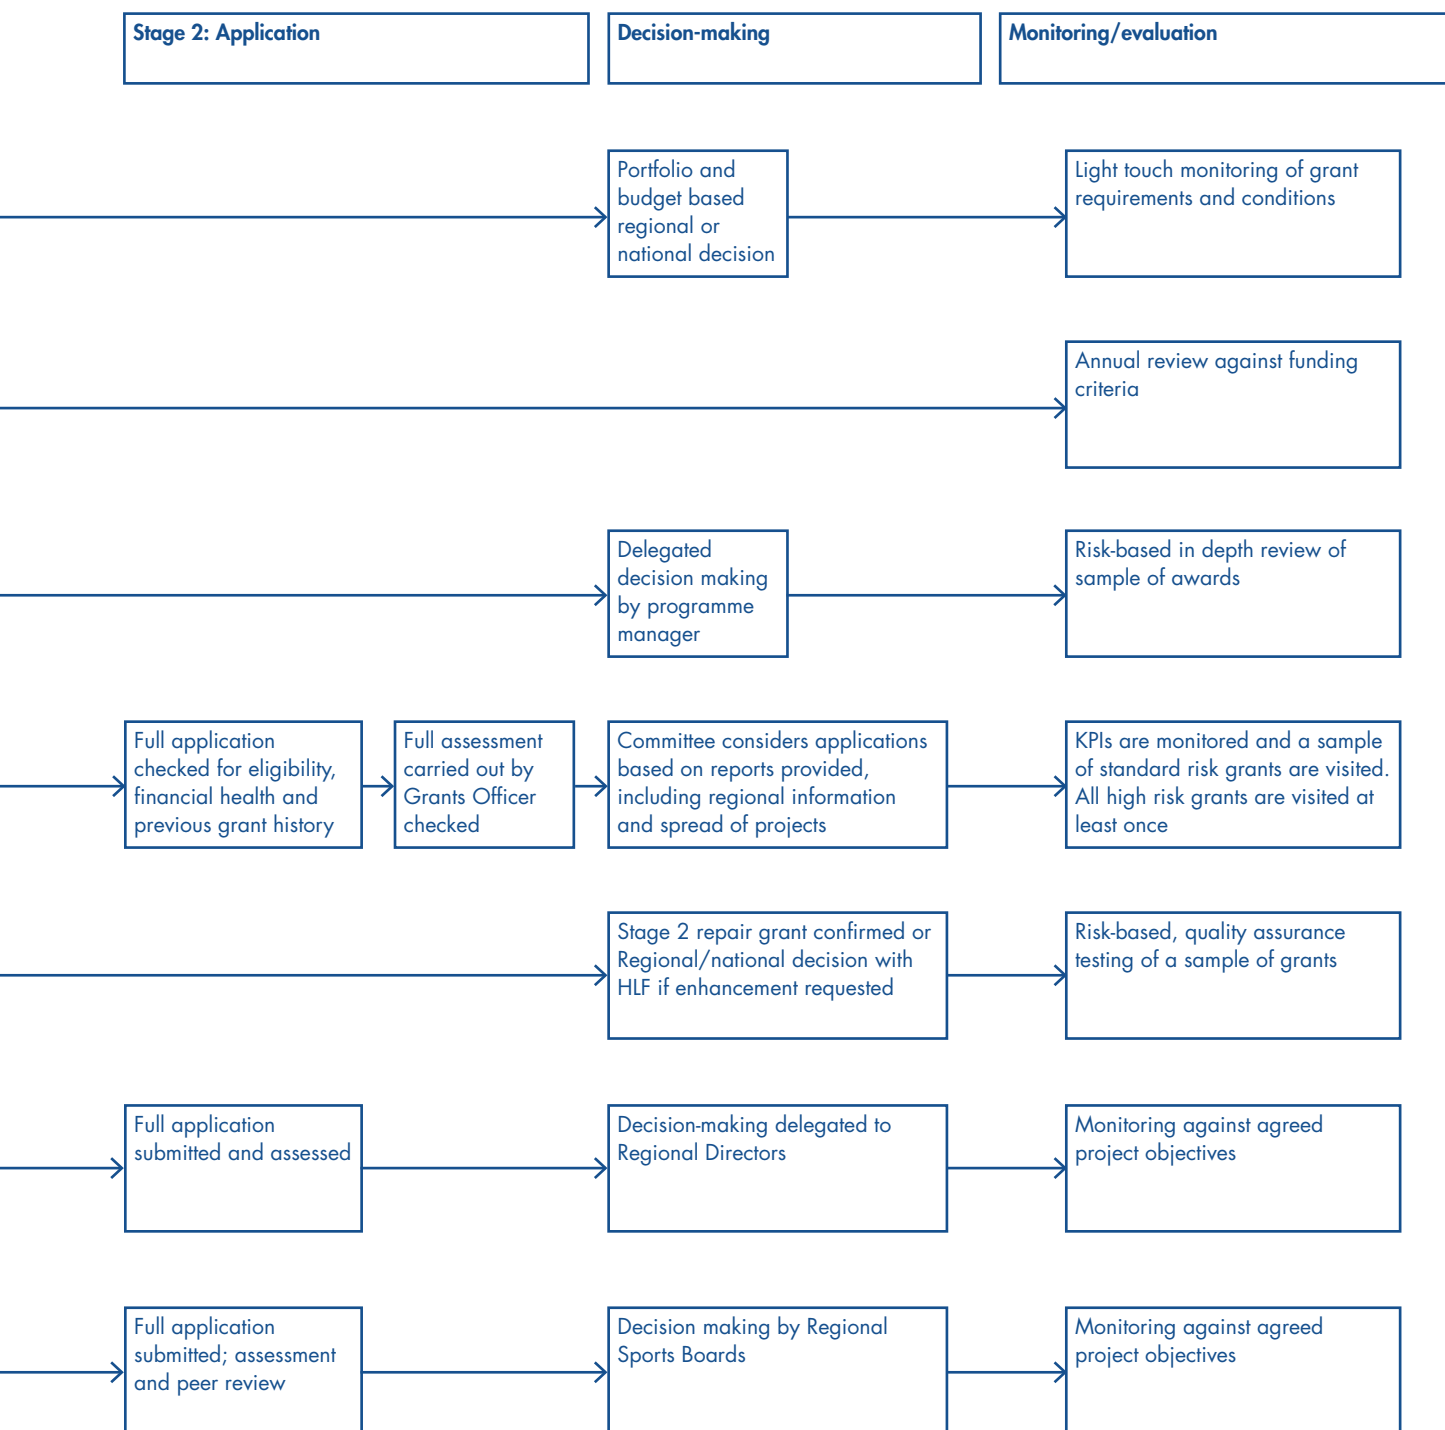 Stage 2: Application
Decision-making
Monitoring/evaluation
Portfolio and
budget based
regional or
national decision
Light touch monitoring of grant
requirements and conditions
Annual review against funding
criteria
Delegated
decision making
by programme
manager
Risk-based in depth review of
sample of awards
Full application
checked for eligibility,
financial health and
previous grant history
Full assessment
carried out by
Grants Officer
checked
Committee considers applications
based on reports provided,
including regional information
and spread of projects
KPIs are monitored and a sample
of standard risk grants are visited.
All high risk grants are visited at
least once
Stage 2 repair grant confirmed or
Regional/national decision with
HLF if enhancement requested
Risk-based, quality assurance
testing of a sample of grants
Full application
submitted and assessed
Decision-making delegated to
Regional Directors
Monitoring against agreed
project objectives
Full application
submitted; assessment
and peer review
Decision making by Regional
Sports Boards
Monitoring against agreed
project objectives